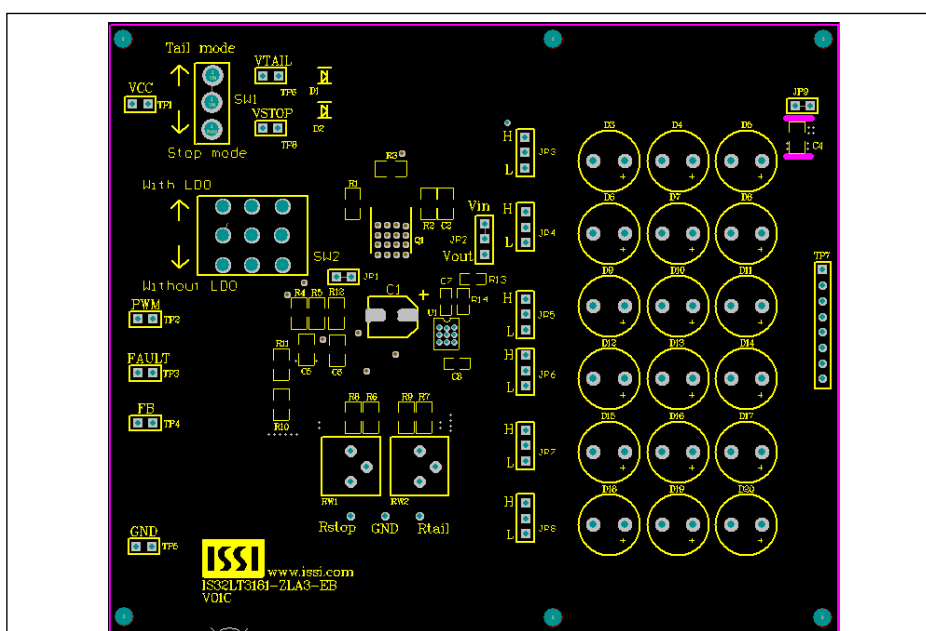 Tail mode
VTAIL
TP6
D1
VCC
TP1
SW1
VSTOP
TP8
D2
Stop mode
JP9
C4
D3
D4
D5
H
JP3
L
With LDO
R3
R1
R2
C2
Q1
Vin
JP2
Vout
H
JP4
L
D6
D7
SW2
Without LDO
JP1
C7
R13
R14
C1
+
U1
D9
D10
D11
TP7
PWM
TP2
R4
R5
R12
H
JP5
L
R11
C5
C6
C8
FAULT
TP3
H
JP6
L
D12
D13
D14
FB
TP4
R10
R8
R6
R9
R7
H
JP7
L
D15
D16
D17
RW1
RW2
Rstop
GND
Rtail
H
JP8
L
D18
D19
D20
GND
TP5
ISSI
www.issi.com
IS32LT3181-ZLA3-EB
V01C